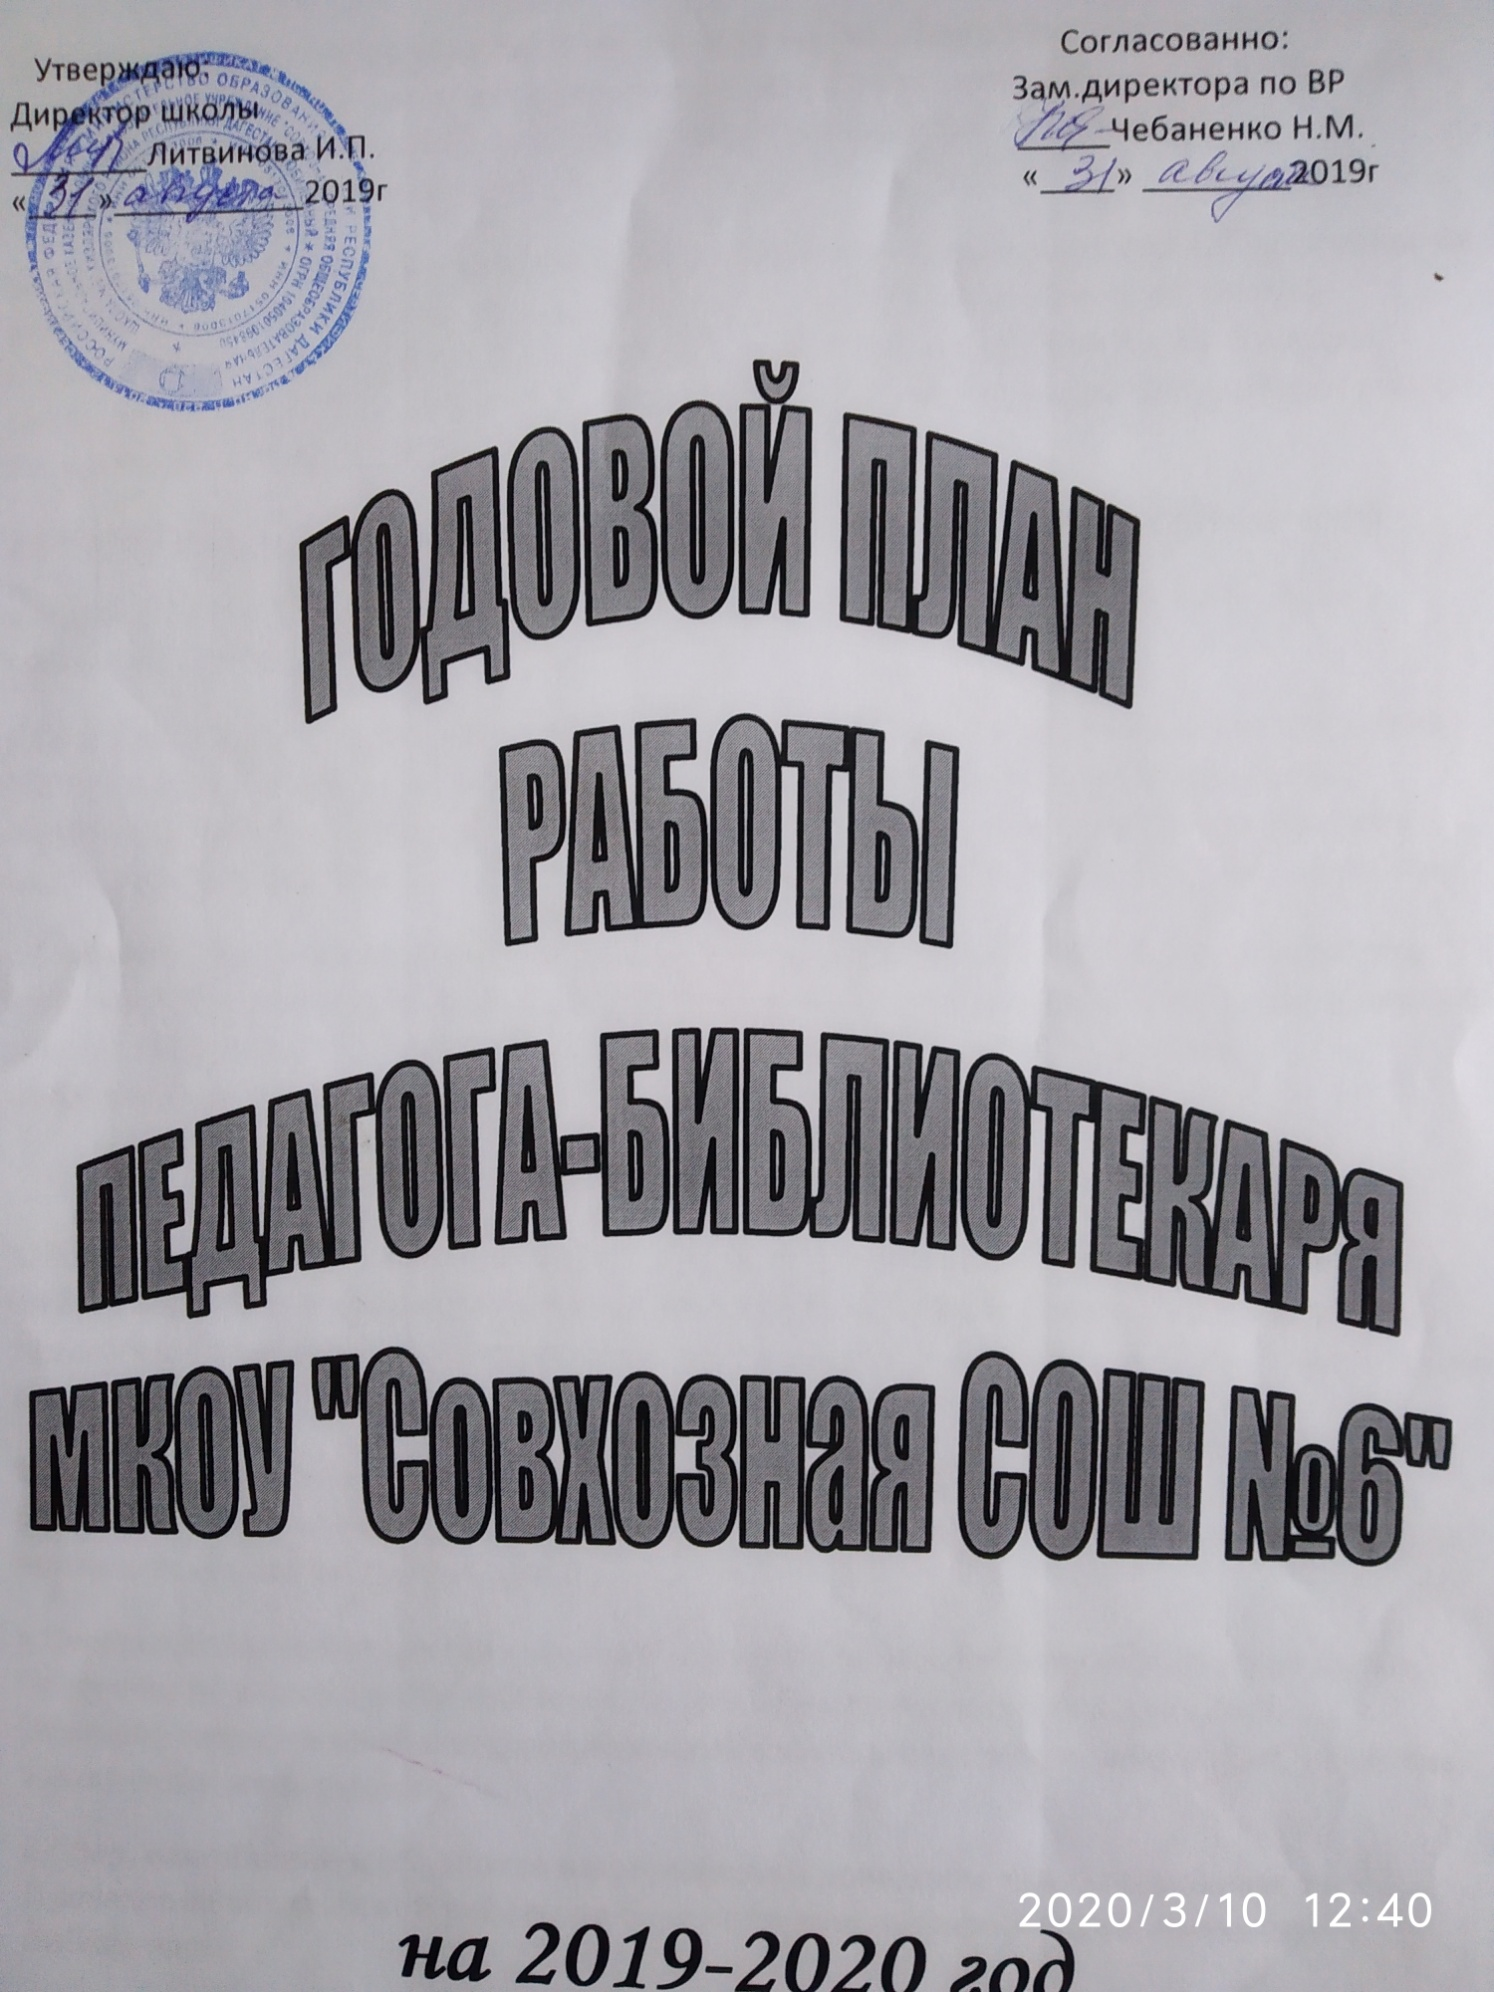 Утверждаю:
Директор школы
Литвинова И.П.
«31» августа 2019г
Согласованно:
Зам.директора по ВР
Чебаненко Н.М.
«31» август 2019г
ГОДОВОЙ ПЛАН
РАБОТЫ
ПЕДАГОГА-БИБЛИОТЕКАРЯ
МКОУ "Совхозная СОШ №6"
на 2019-2020 год
2020/3/10 12:40